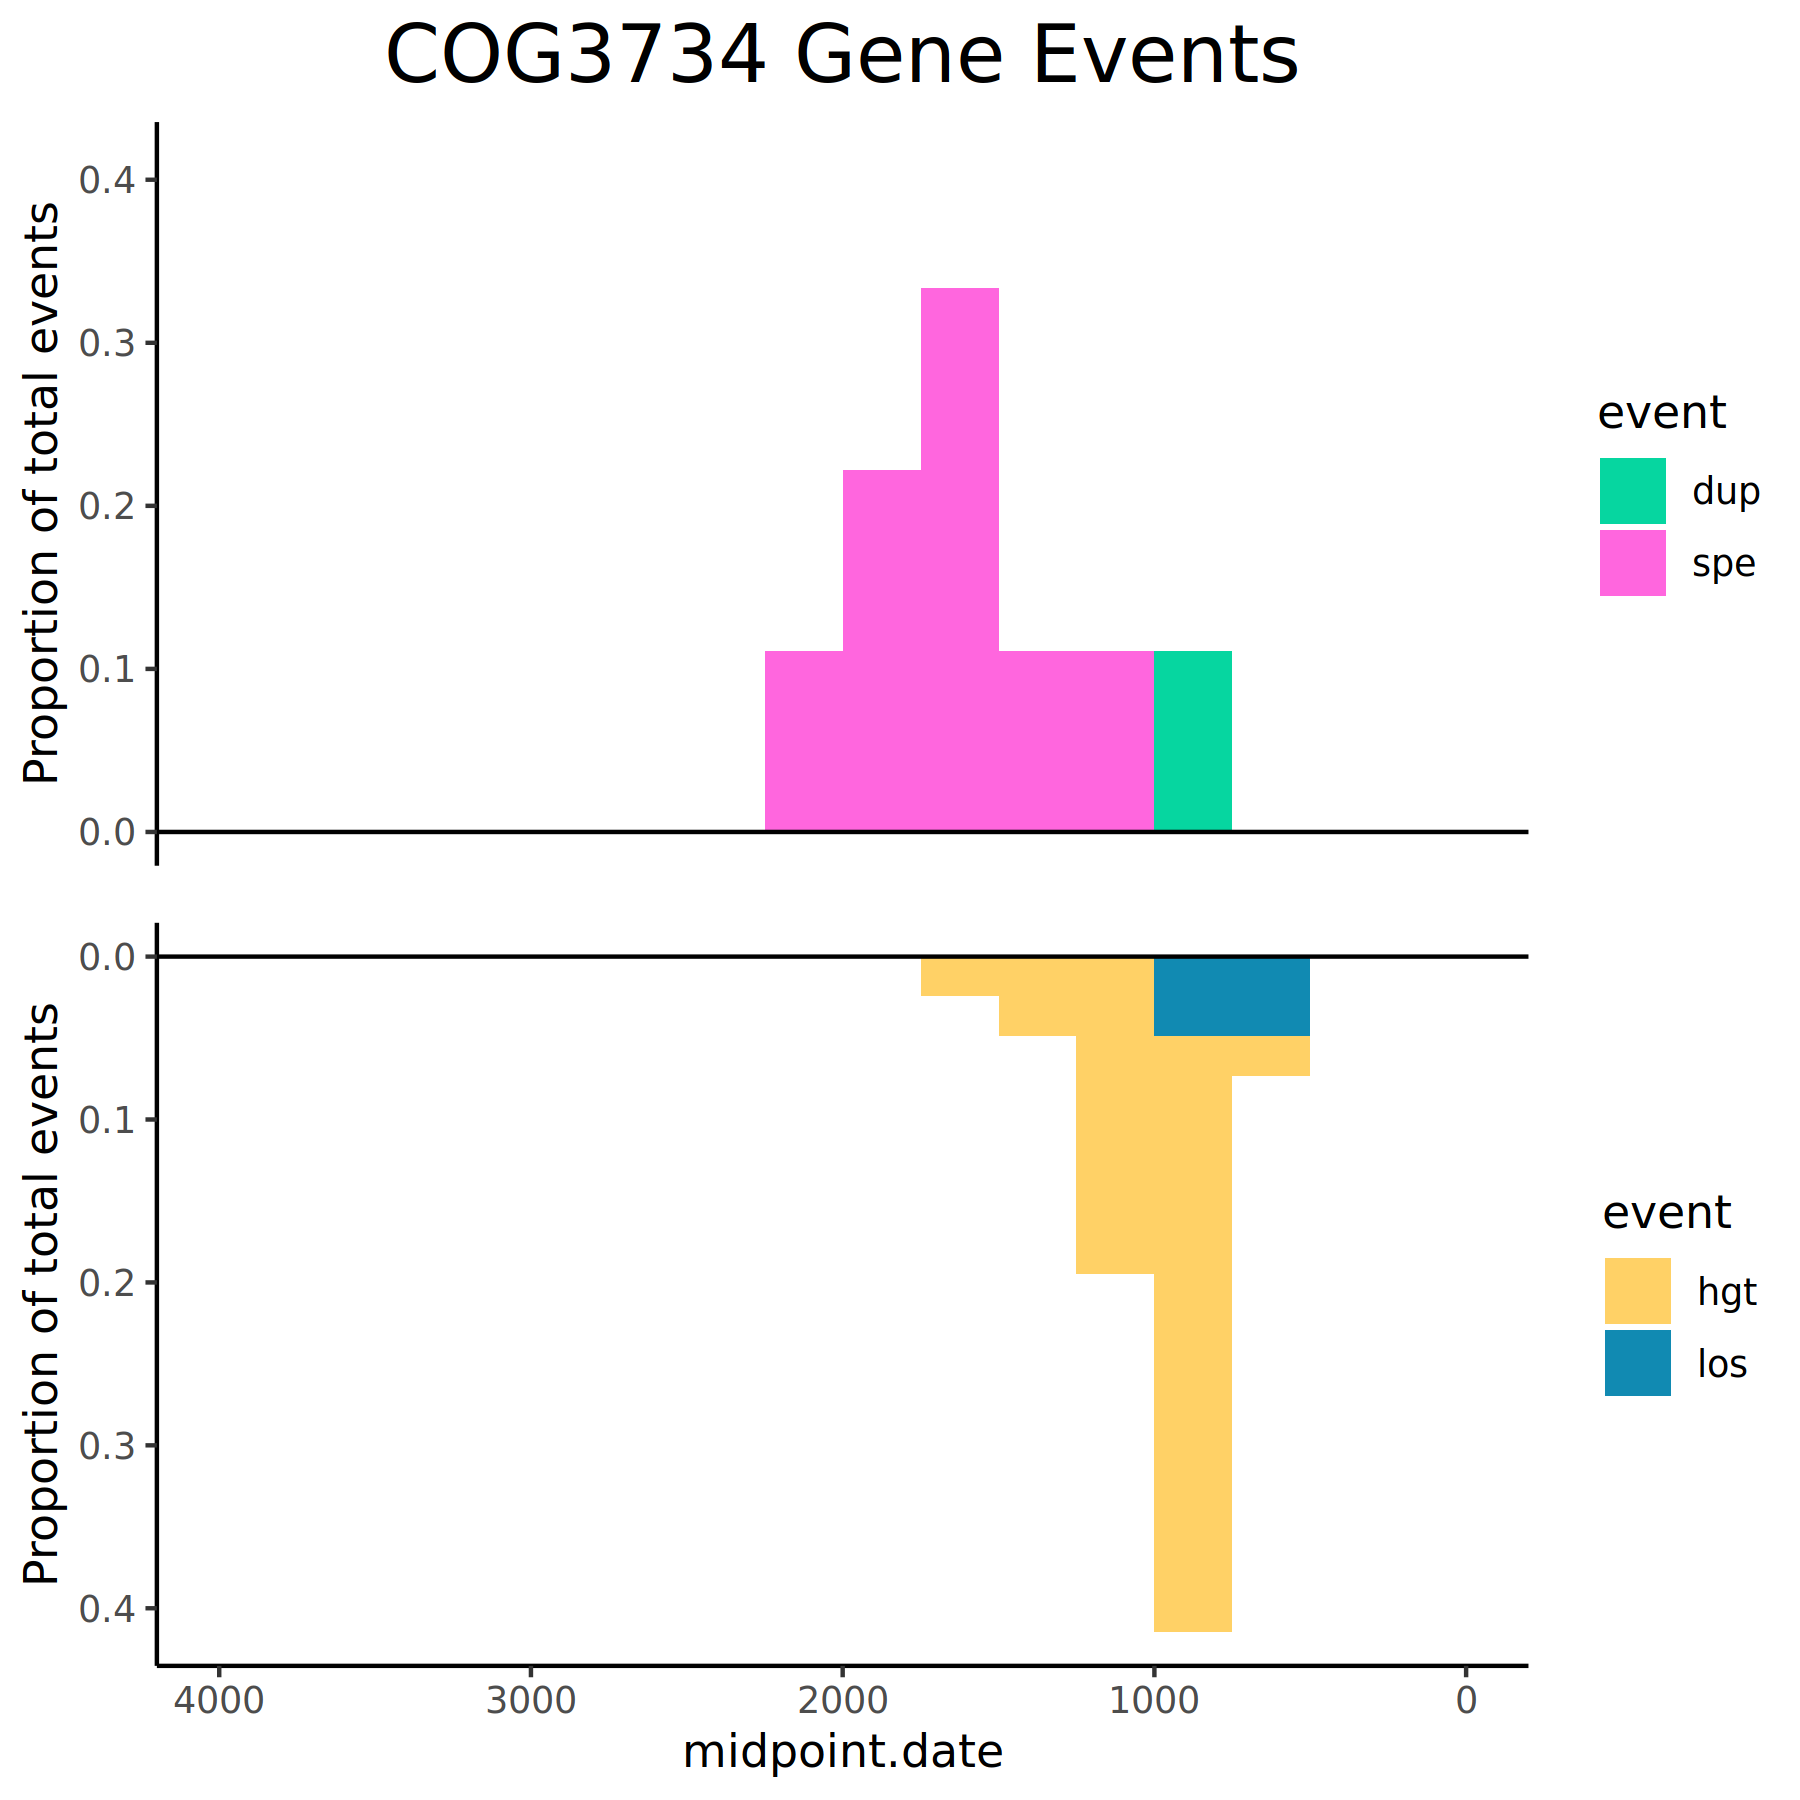 COG3734 Gene Events
Proportion of total events
0.4
0.3
0.2
0.1
0.0
event
dup
spe
Proportion of total events
0.0
0.1
0.2
0.3
0.4
event
hgt
los
4000 3000 2000 1000 0
midpoint.date